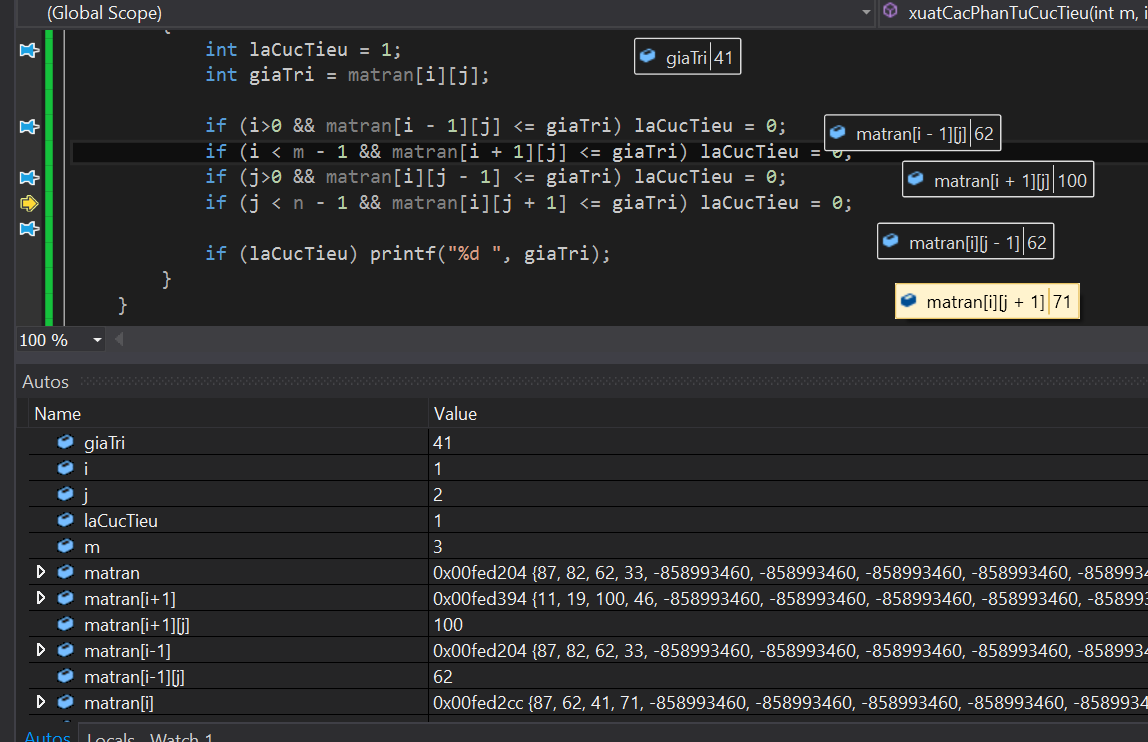 (Global Scope) xuatCacPhanTuCucTieu(int m, i
int laCucTieu = 1;
giaTri 41
int giaTri = matran[i][j];
if (i>0 && matran[i - 1][j] <= giaTri) laCucTieu = 0;
matran[i - 1][j] 62
if (i < m - 1 && matran[i + 1][j] <= giaTri) laCucTieu = 0;
if (j>0 && matran[i][j - 1] <= giaTri) laCucTieu = 0;
matran[i + 1][j] 100
if (j < n - 1 && matran[i][j + 1] <= giaTri) laCucTieu = 0;
matran[i][j - 1] 62
if (laCucTieu) printf("%d ", giaTri);
}
matran[i][j + 1] 71
}
100 %
Autos
Name Value
giaTri 41
i 1
j 2
laCucTieu 1
m 3
matran 0x00fed204 {87, 82, 62, 33, -858993460, -858993460, -858993460, -858993460, -8589934
matran[i+1] 0x00fed394 {11, 19, 100, 46, -858993460, -858993460, -858993460, -858993460, -858993
matran[i+1][j] 100
matran[i-1] 0x00fed204 {87, 82, 62, 33, -858993460, -858993460, -858993460, -858993460, -8589934
matran[i-1][j] 62
matran[i] 0x00fed2cc {87, 62, 41, 71, -858993460, -858993460, -858993460, -858993460, -8589934
Autos Locals Watch 1